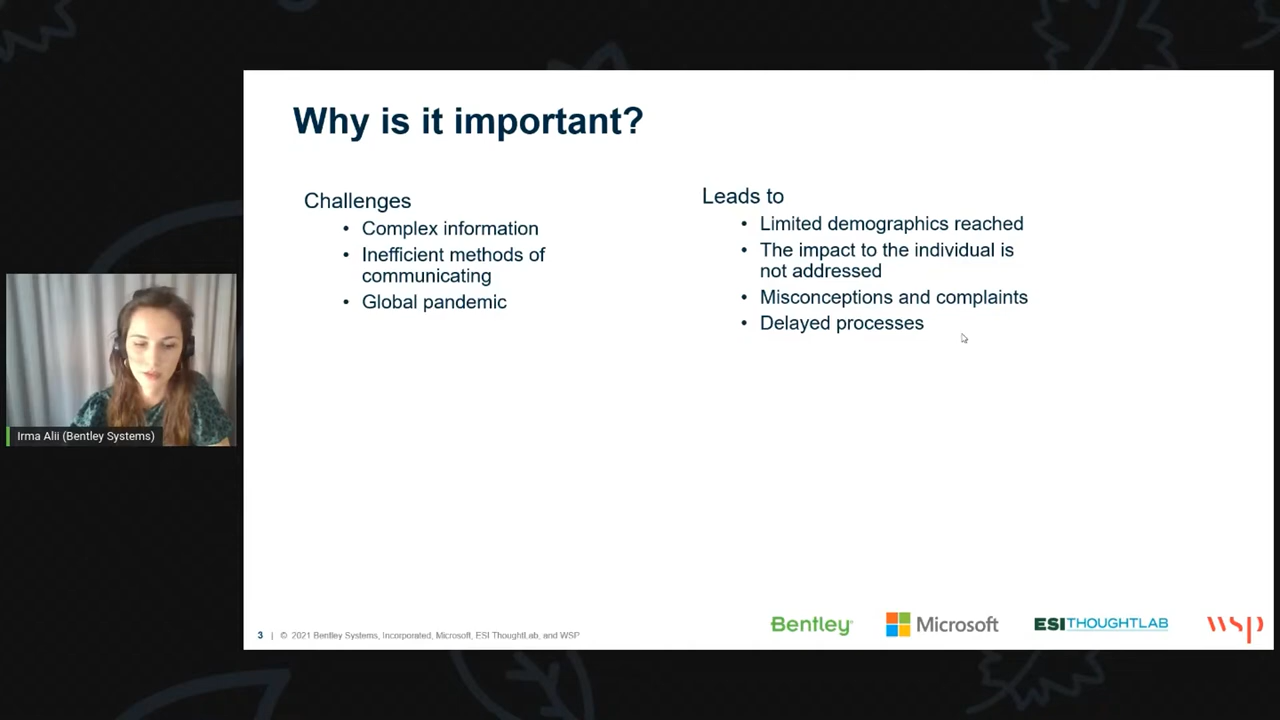 Why is it important?
Challenges
• Complex information
• Inefficient methods of
communicating
• Global pandemic
Leads to
• Limited demographics reached
• The impact to the individual is
not addressed
• Misconceptions and complaints
• Delayed processes
Irma Alii (Bentley Systems)
3 | © 2021 Bentley Systems, Incorporated, Microsoft, ESI ThoughtLab, and WSP
Bentley®
Microsoft
ESI THOUGHTLAB
wsp